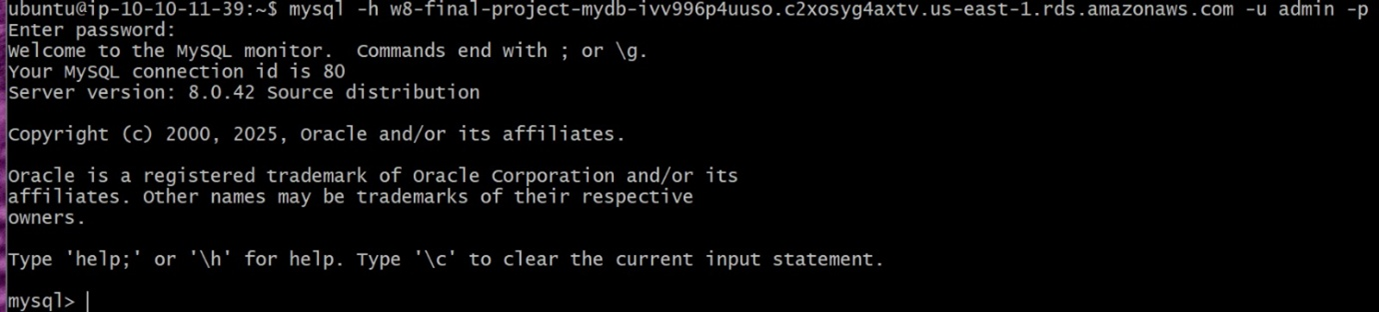 ubuntu@ip-10-10-11-39:~$ mysql -h w8-final-project-mydb-ivv996p4uuso.c2xosyg4axtv.us-east-1.rds.amazonaws.com -u admin -p
Enter password:
Welcome to the MySQL monitor.  Commands end with ; or \g.
Your MySQL connection id is 80
Server version: 8.0.42 Source distribution

Copyright (c) 2000, 2025, Oracle and/or its affiliates.

Oracle is a registered trademark of Oracle Corporation and/or its
affiliates. Other names may be trademarks of their respective
owners.

Type 'help;' or '\h' for help. Type '\c' to clear the current input statement.

mysql>